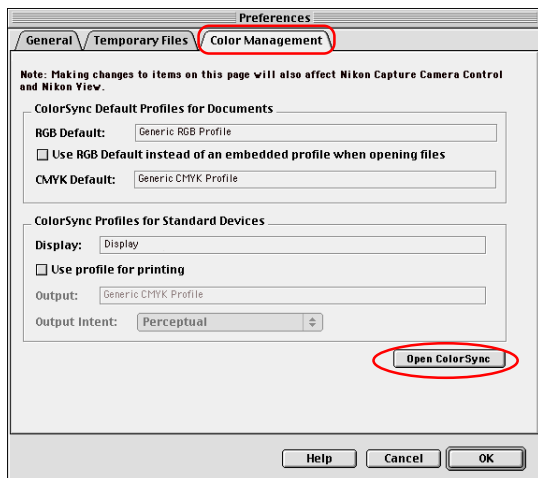 Preferences
General Temporary Files Color Management
Note: Making changes to items on this page will also affect Nikon Capture Camera Control
and Nikon View.
ColorSync Default Profiles for Documents
RGB Default: Generic RGB Profile
Use RGB Default instead of an embedded profile when opening files
CMYK Default: Generic CMYK Profile
ColorSync Profiles for Standard Devices
Display: Display
Use profile for printing
Output: Generic CMYK Profile
Output Intent: Perceptual
Open ColorSync
Help Cancel OK